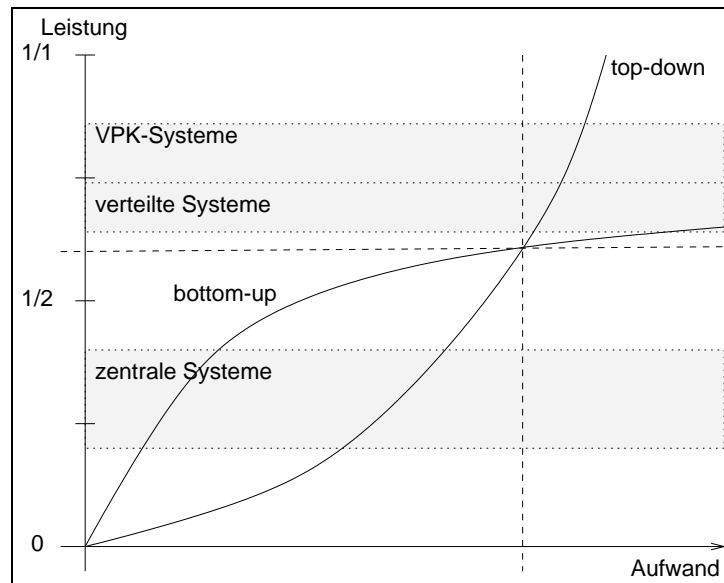 Leistung
1/1
top-down
VPK-Systeme
verteilte Systeme
1/2
bottom-up
zentrale Systeme
0
Aufwand